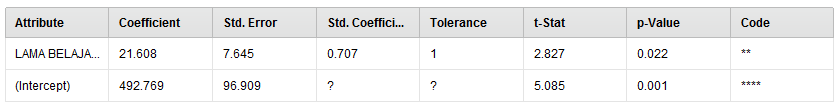 Attribute Coefficient Std. Error Std. Coeffici... Tolerance t-Stat p-Value Code
LAMA BELAJA... 21.608 7.645 0.707 1 2.827 0.022 **
(Intercept) 492.769 96.909 ? ? 5.085 0.001 ****